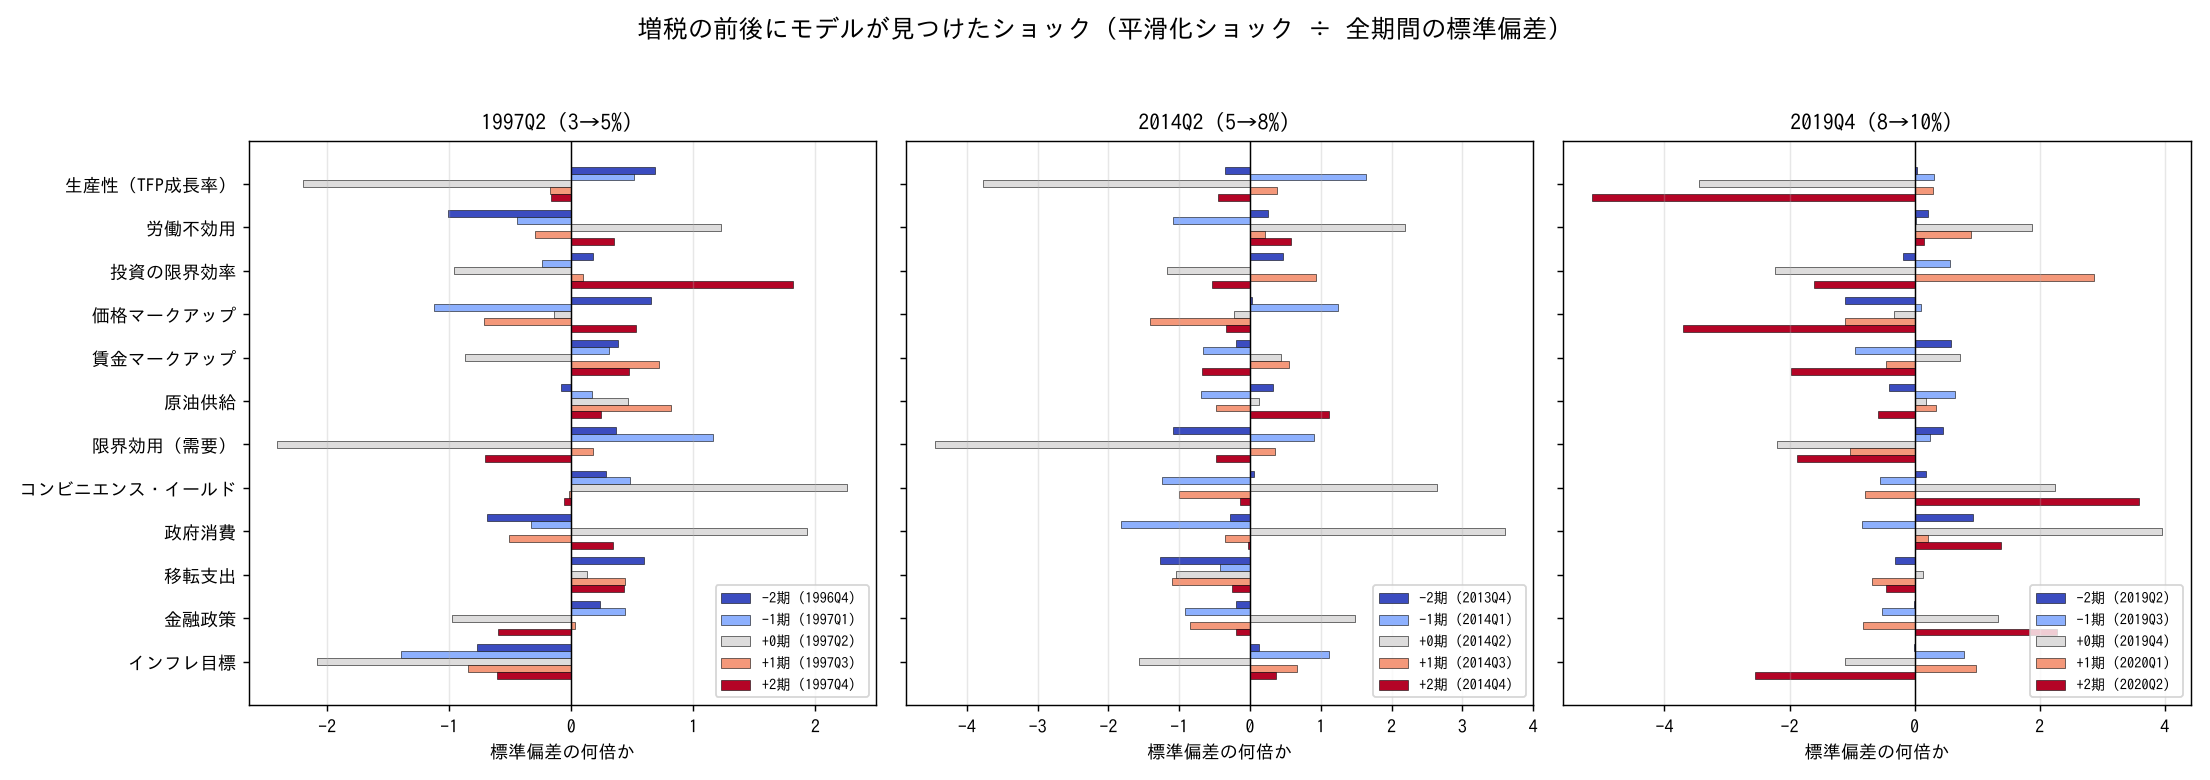 増税の前後にモデルが見つけたショック（平滑化ショック ÷ 全期間の標準偏差）
1997Q2（3→5%）
2014Q2（5→8%）
2019Q4（8→10%）
生産性（TFP成長率）
労働不効用
投資の限界効率
価格マークアップ
賃金マークアップ
原油供給
限界効用（需要）
コンビニエンス・イールド
政府消費
移転支出
金融政策
インフレ目標
-2期（1996Q4）
-1期（1997Q1）
+0期（1997Q2）
+1期（1997Q3）
+2期（1997Q4）
-2 -1 0 1 2
標準偏差の何倍か
-2期（2013Q4）
-1期（2014Q1）
+0期（2014Q2）
+1期（2014Q3）
+2期（2014Q4）
-4 -3 -2 -1 0 1 2 3 4
標準偏差の何倍か
-2期（2019Q2）
-1期（2019Q3）
+0期（2019Q4）
+1期（2020Q1）
+2期（2020Q2）
-4 -2 0 2 4
標準偏差の何倍か